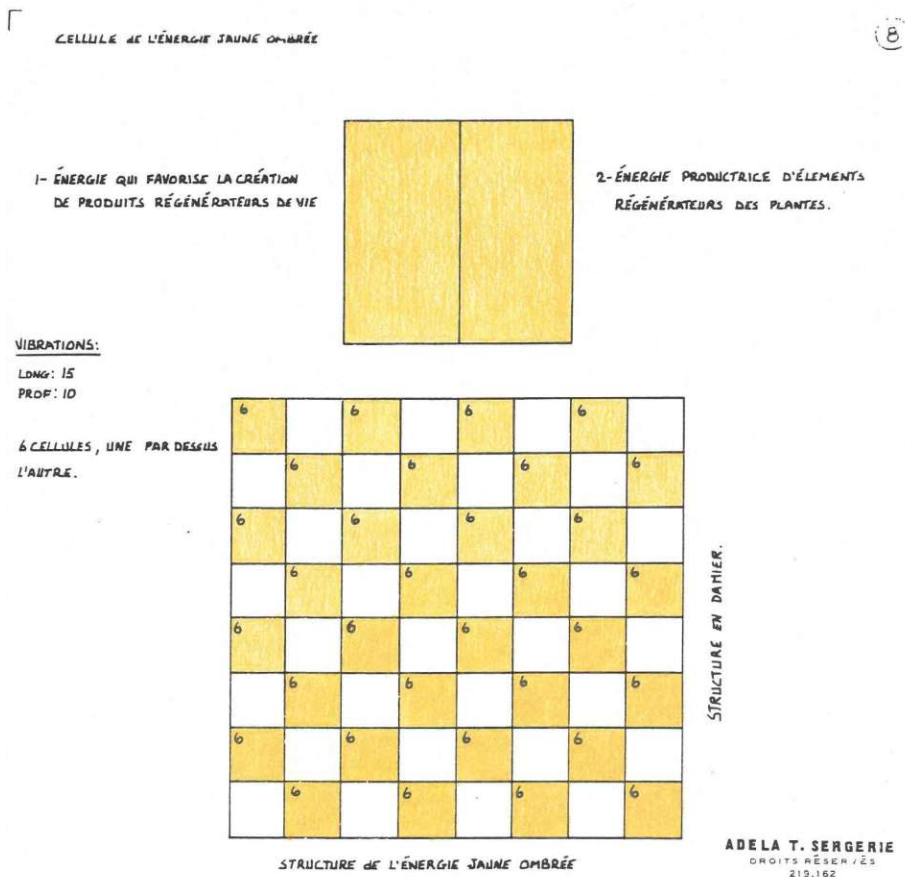 CELLULE de L'ÉNERGIE JAUNE OMBRÉE
8
1- ÉNERGIE QUI FAVORISE LA CRÉATION
DE PRODUITS RÉGÉNÉRATEURS DE VIE
2- ÉNERGIE PRODUCTRICE D'ÉLEMENTS
RÉGÉNÉRATEURS DES PLANTES.
VIBRATIONS:
LONG: 15
PROF: 10
6 CELLULES, UNE PAR DESSUS
L'AUTRE.
6 6 6 6
6 6 6 6
6 6 6 6
6 6 6 6
6 6 6 6
6 6 6 6
6 6 6 6
6 6 6 6
STRUCTURE EN DAMIER.
STRUCTURE de L'ÉNERGIE JAUNE OMBRÉE
ADELA T. SERGERIE
DROITS RÉSERVÉS
219,162